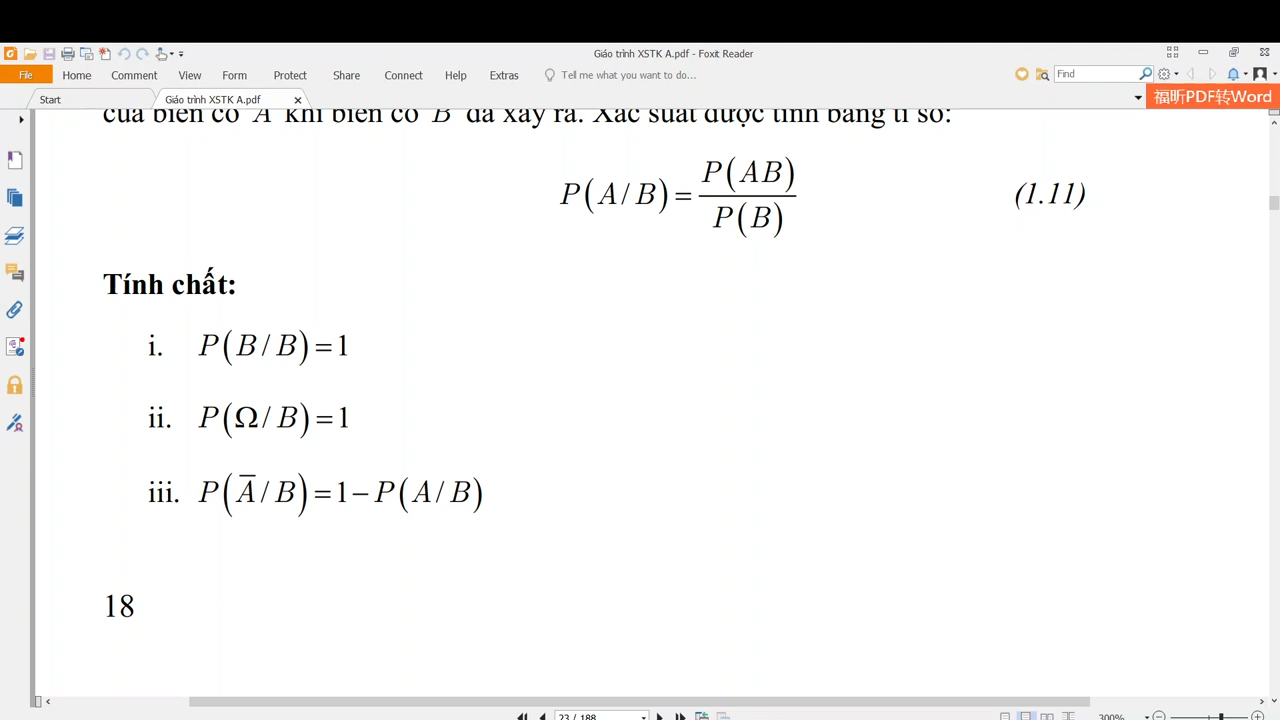 Giáo trình XSTK A.pdf - Foxit Reader
File Home Comment View Form Protect Share Connect Help Extras Tell me what you want to do... Find
Start Giáo trình XSTK A.pdf × 福昕PDF转Word
của biến cố A khi biến cố B đã xảy ra. Xác suất được tính bằng tỉ số:
P(A/B) = P(AB) / P(B) (1.11)
Tính chất:
i. P(B/B) = 1
ii. P(Ω/B) = 1
iii. P(A̅/B) = 1 − P(A/B)
18
23 / 188 300%